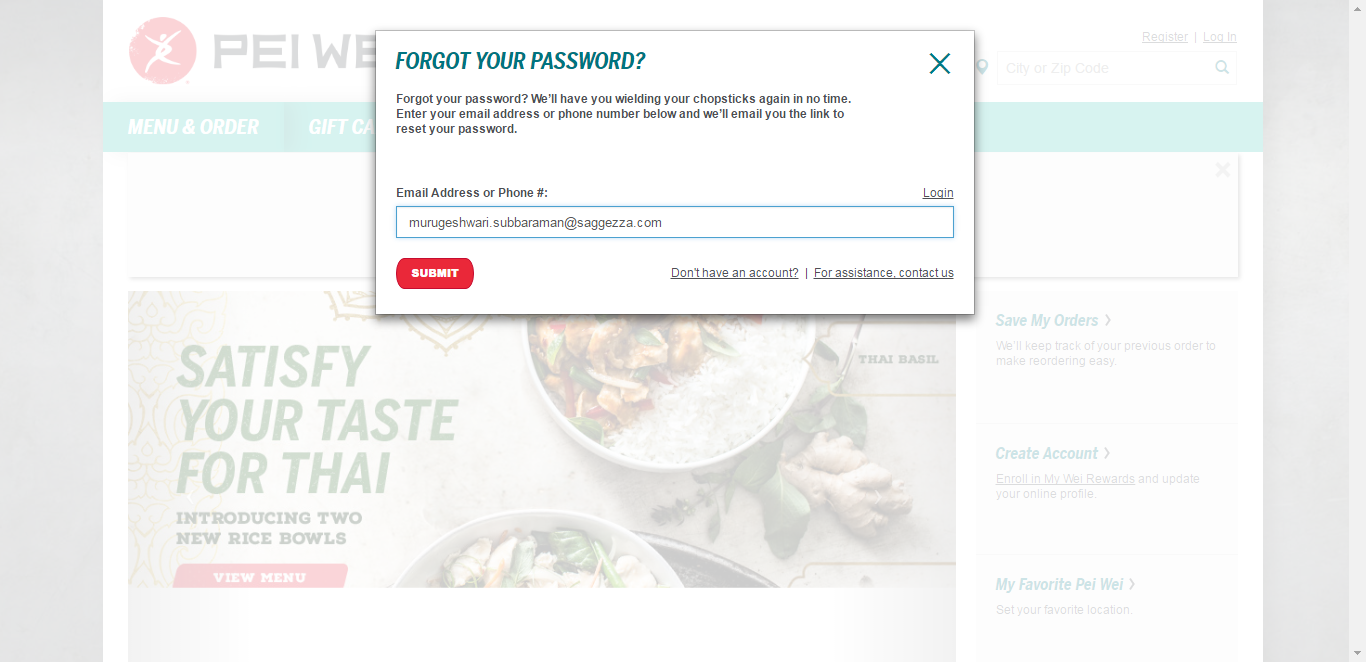 PEI WE
Register | Log In
City or Zip Code
MENU & ORDER
GIFT CA
FORGOT YOUR PASSWORD?
Forgot your password? We'll have you wielding your chopsticks again in no time.
Enter your email address or phone number below and we'll email you the link to
reset your password.
Email Address or Phone #:
Login
murugeshwari.subbaraman@saggezza.com
SUBMIT
Don't have an account? | For assistance, contact us
THAI BASIL
SATISFY
YOUR TASTE
FOR THAI
INTRODUCING TWO
NEW RICE BOWLS
VIEW MENU
Save My Orders
We'll keep track of your previous order to
make reordering easy.
Create Account
Enroll in My Wei Rewards and update
your online profile.
My Favorite Pei Wei
Set your favorite location.